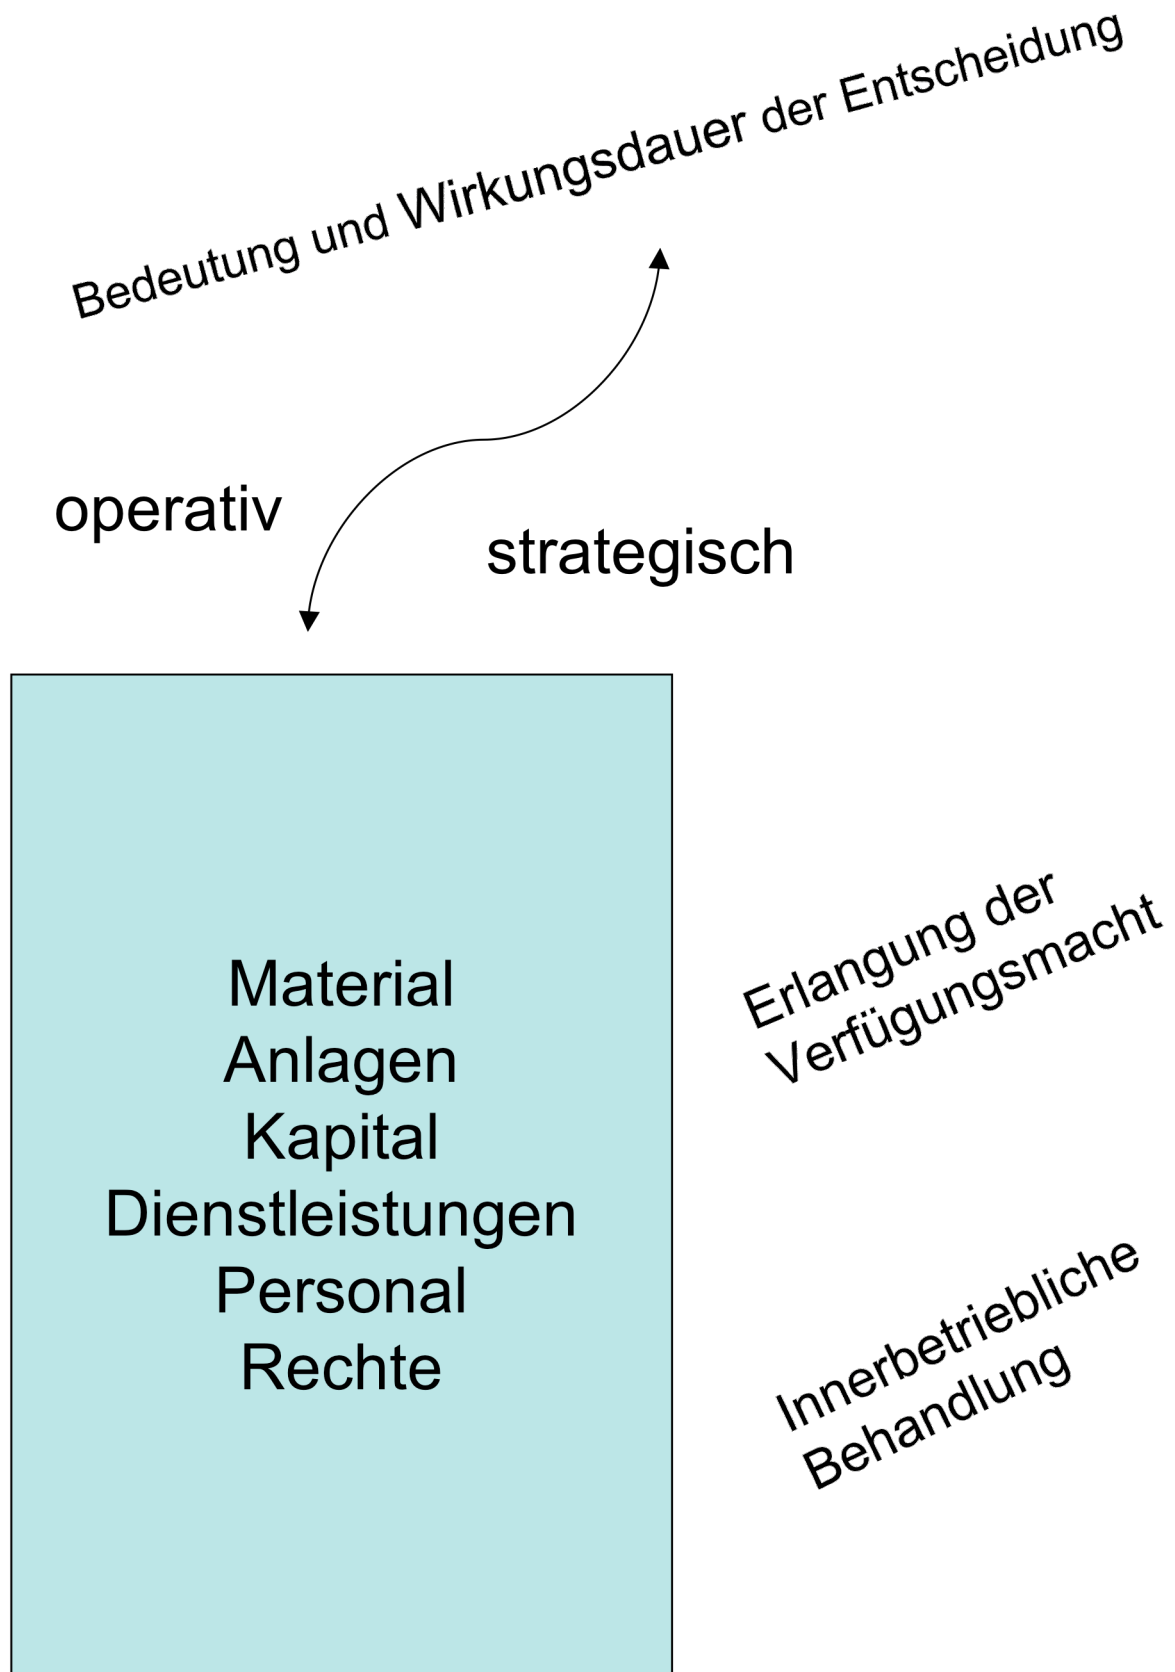 Bedeutung und Wirkungsdauer der Entscheidung
operativ
strategisch
Material
Anlagen
Kapital
Dienstleistungen
Personal
Rechte
Erlangung der
Verfügungsmacht
Innerbetriebliche
Behandlung